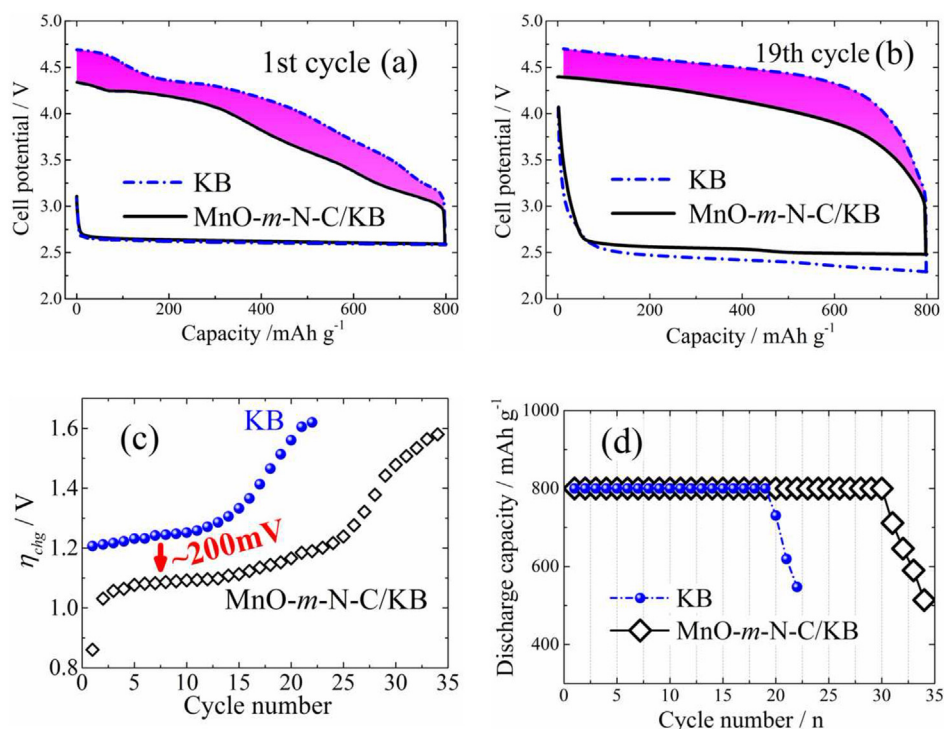 5.0
4.5
4.0
3.5
3.0
2.5
2.0
Cell potential / V
1st cycle (a)
KB
MnO-m-N-C/KB
0 200 400 600 800
Capacity /mAh g⁻¹
5.0
4.5
4.0
3.5
3.0
2.5
2.0
Cell potential / V
19th cycle (b)
KB
MnO-m-N-C/KB
0 200 400 600 800
Capacity / mAh g⁻¹
1.6
1.4
1.2
1.0
0.8
ηchg / V
(c)
KB
~200mV
MnO-m-N-C/KB
0 5 10 15 20 25 30 35
Cycle number
1000
800
600
400
Discharge capacity / mAh g⁻¹
(d)
KB
MnO-m-N-C/KB
0 5 10 15 20 25 30 35
Cycle number / n